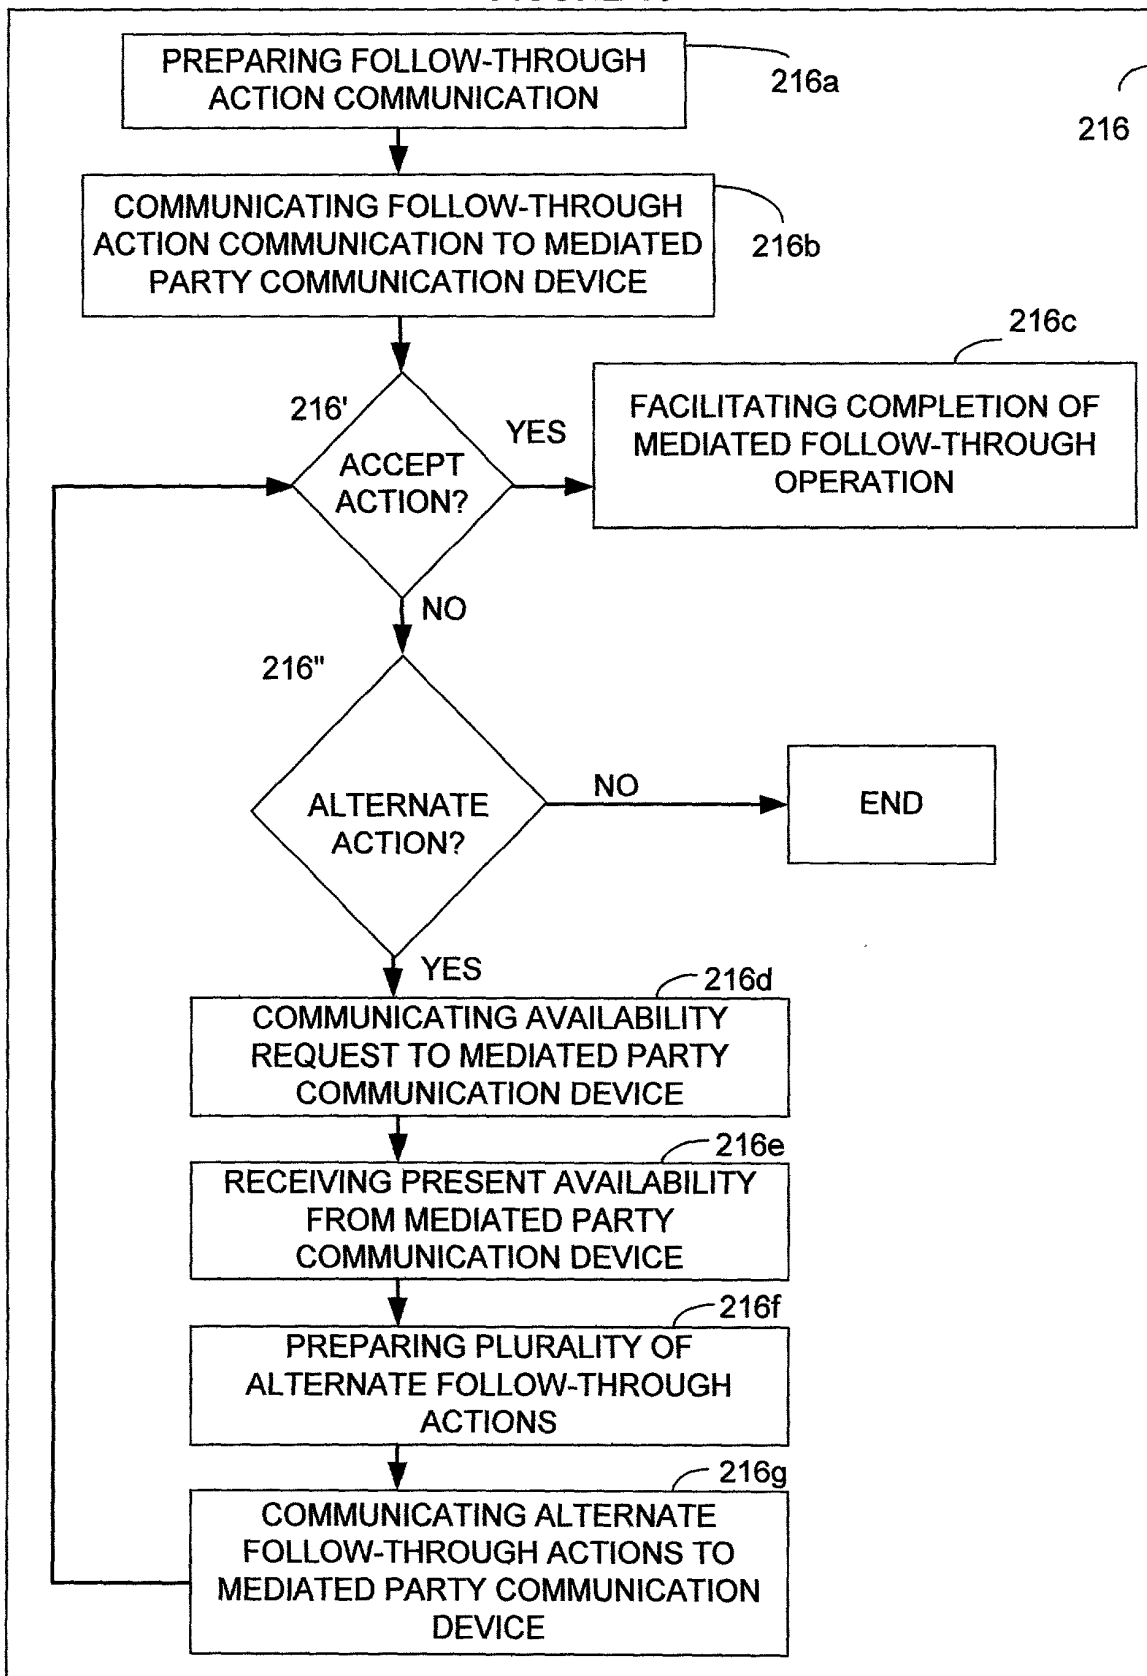 PREPARING FOLLOW-THROUGH
ACTION COMMUNICATION
216a
216
COMMUNICATING FOLLOW-THROUGH
ACTION COMMUNICATION TO MEDIATED
PARTY COMMUNICATION DEVICE
216b
216c
FACILITATING COMPLETION OF
MEDIATED FOLLOW-THROUGH
OPERATION
216'
YES
ACCEPT
ACTION?
NO
216"
ALTERNATE
ACTION?
NO
END
YES
216d
COMMUNICATING AVAILABILITY
REQUEST TO MEDIATED PARTY
COMMUNICATION DEVICE
216e
RECEIVING PRESENT AVAILABILITY
FROM MEDIATED PARTY
COMMUNICATION DEVICE
216f
PREPARING PLURALITY OF
ALTERNATE FOLLOW-THROUGH
ACTIONS
216g
COMMUNICATING ALTERNATE
FOLLOW-THROUGH ACTIONS TO
MEDIATED PARTY COMMUNICATION
DEVICE